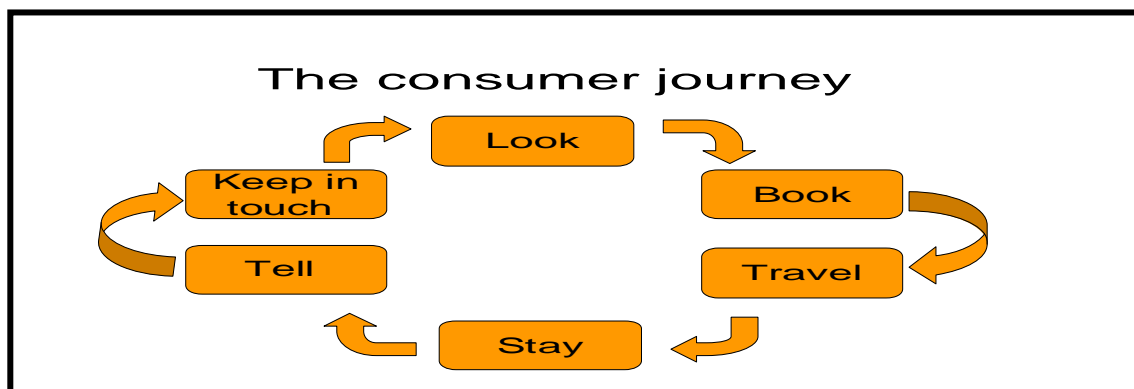 The consumer journey
Look
Book
Travel
Stay
Tell
Keep in
touch